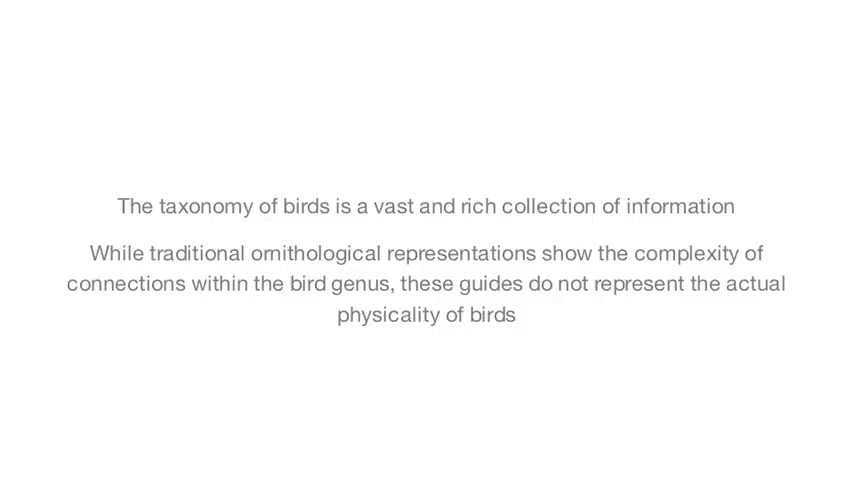 The taxonomy of birds is a vast and rich collection of information
While traditional ornithological representations show the complexity of
connections within the bird genus, these guides do not represent the actual
physicality of birds